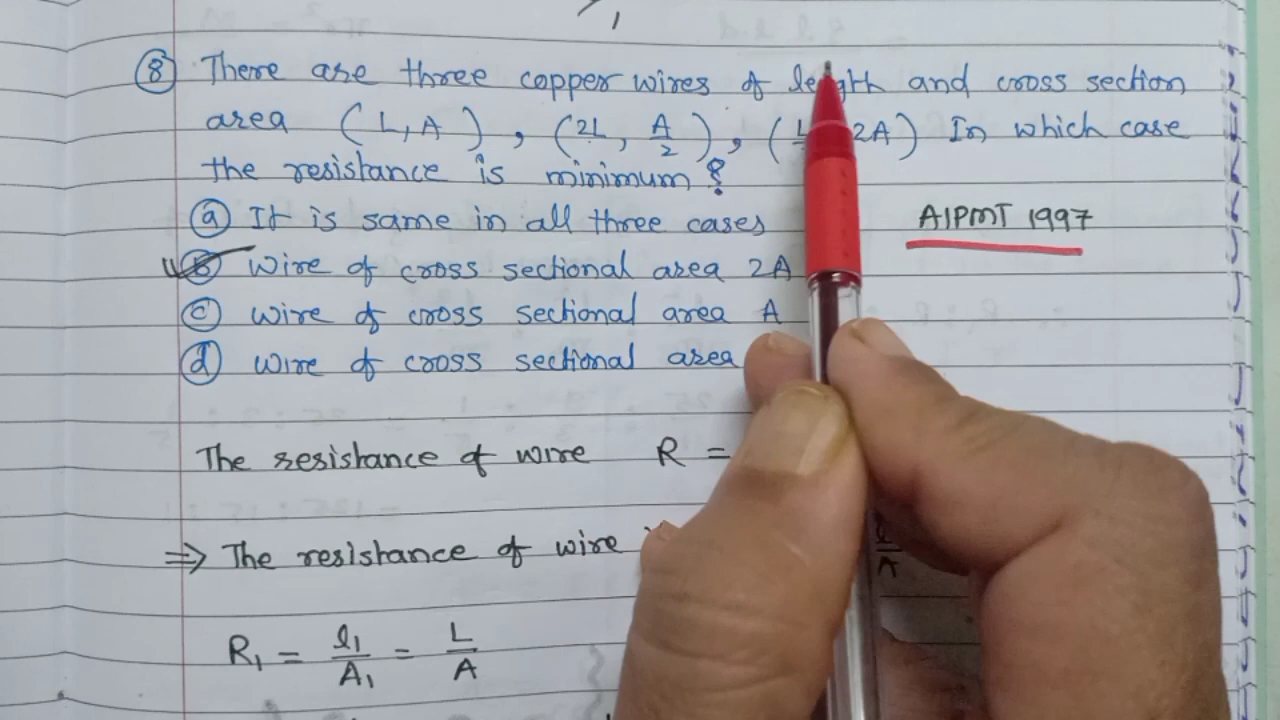 ⑧ There are three copper wires of length and cross section
area (L, A), (2L, A/2), ( 2A) In which case
the resistance is minimum?
ⓐ It is same in all three cases
AIPMT 1997
ⓑ wire of cross sectional area 2A
ⓒ wire of cross sectional area A
ⓓ wire of cross sectional area
The resistance of wire R =
⇒ The resistance of wire
R₁ = l₁/A₁ = L/A